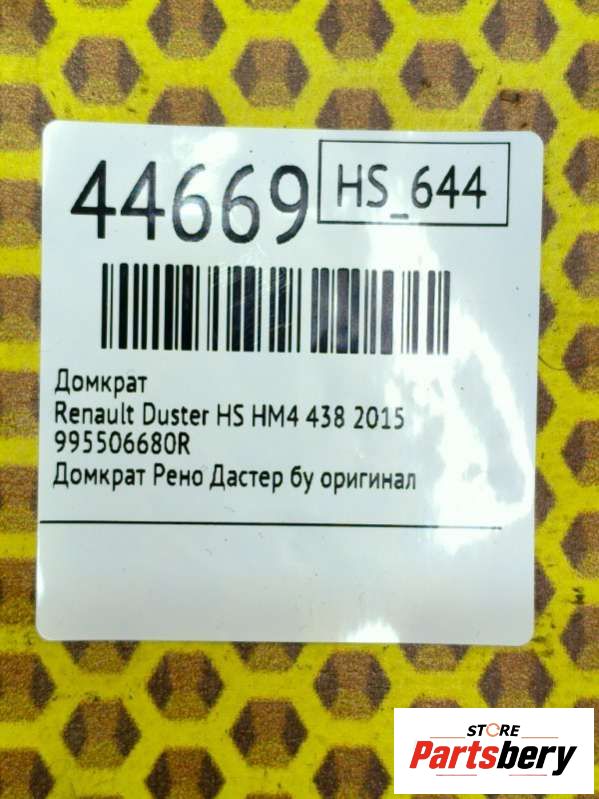 44669
HS_644
Домкрат
Renault Duster HS HM4 438 2015
995506680R
Домкрат Рено Дастер бу оригинал
STORE
Partsbery